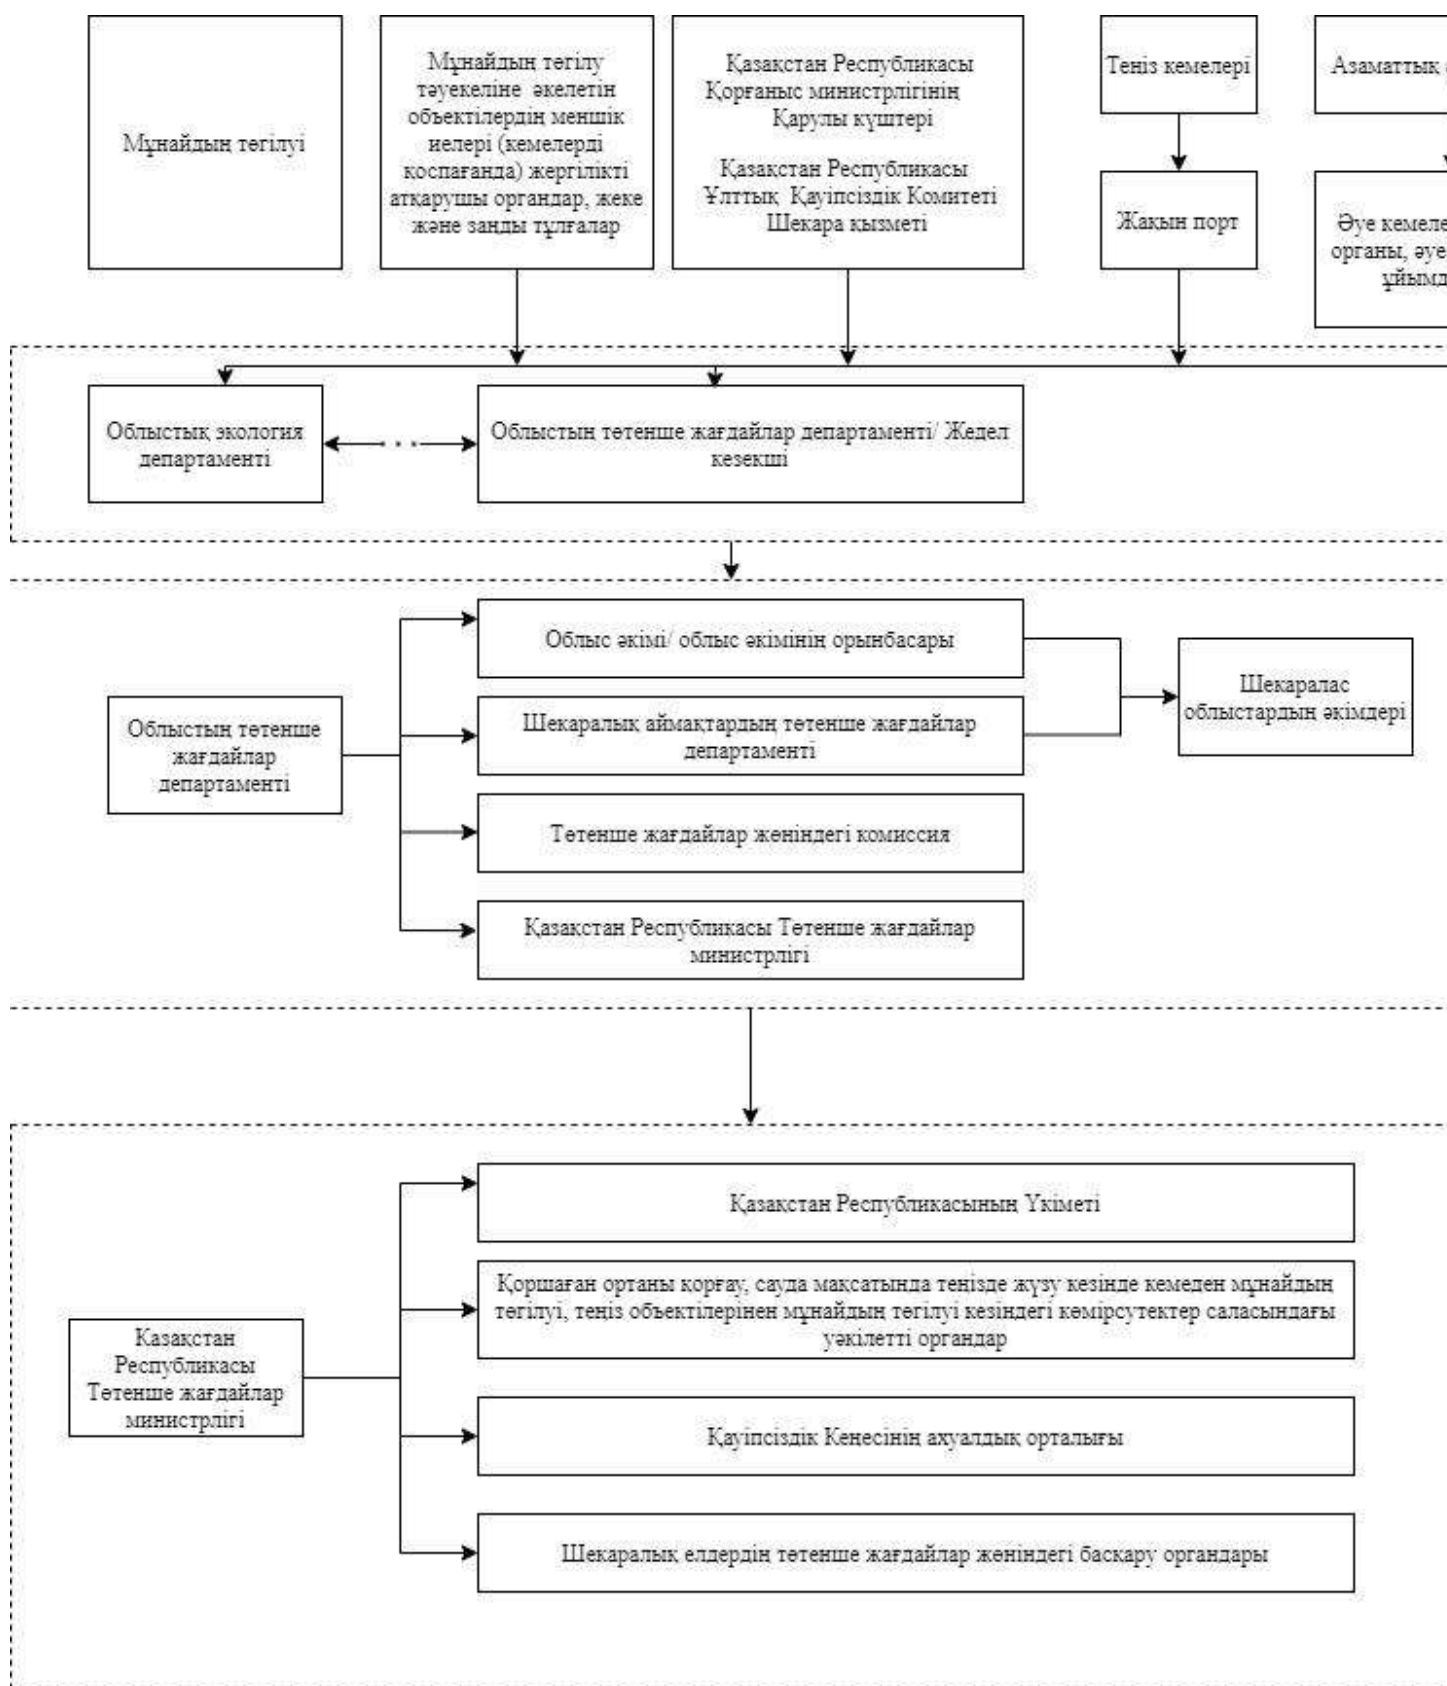 Мұнайдың төгілуі
Мұнайдың төгілу
тәуекеліне әкелетін
объектілердің меншік
иелері (кемелерді
қоспағанда) жергілікті
атқарушы органдар, жеке
және заңды тұлғалар
Қазақстан Республикасы
Қорғаныс министрлігінің
Қарулы күштері
Қазақстан Республикасы
Ұлттық Қауіпсіздік Комитеті
Шекара қызметі
Теңіз кемелері
Жақын порт
Азаматтық
Әуе
органы, әуе
Облыстық экология
департаменті
Облыстың төтенше жағдайлар департаменті/ Жедел
кезекші
Облыстың төтенше
жағдайлар
департаменті
Облыс әкімі/ облыс әкімінің орынбасары
Шекаралық аймақтардың төтенше жағдайлар
департаменті
Төтенше жағдайлар жөніндегі комиссия
Қазақстан Республикасы Төтенше жағдайлар
министрлігі
Шекаралас
облыстардың әкімдері
Казақстан
Республикасы
Төтенше жағдайлар
министрлігі
Қазақстан Республикасының Үкіметі
Қоршаған ортаны қорғау, сауда мақсатында теңізде жүзу кезінде кемеден мұнайдың
төгілуі, теңіз объектілерінен мұнайдың төгілуі кезіндегі көмірсутектер саласындағы
уәкілетті органдар
Қауіпсіздік Кеңесінің ахуалдық орталығы
Шекаралық елдердің төтенше жағдайлар жөніндегі басқару органдары